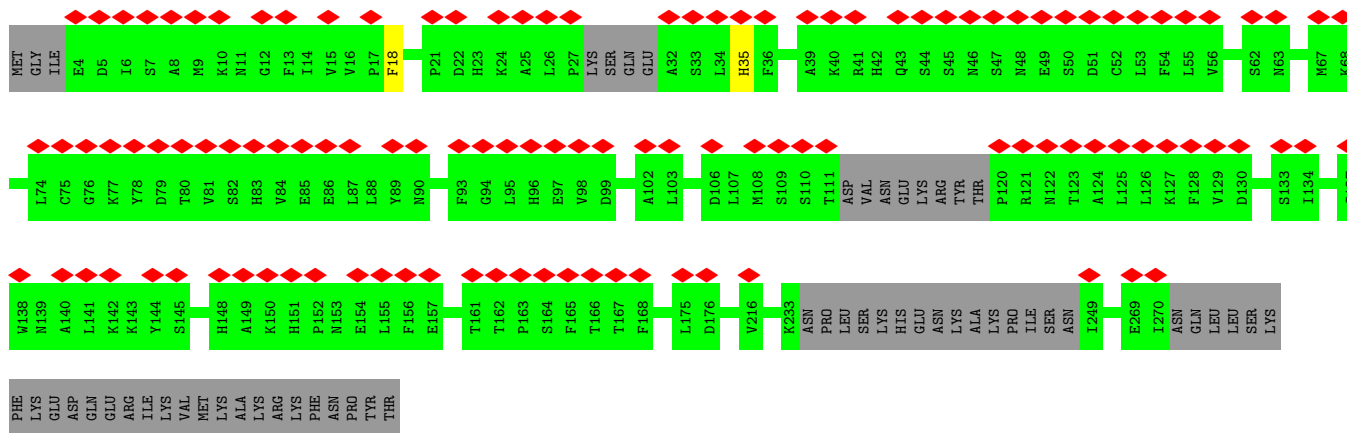 MET GLY ILE E4 D5 I6 S7 A8 M9 K10 N11 G12 F13 I14 V15 V16 P17 F18 P21 D22 H23 K24 A25 L26 P27 LYS SER GLN GLU A32 S33 L34 H35 F36 A39 K40 R41 H42 Q43 S44 S45 N46 S47 N48 E49 S50 D51 C52 L53 F54 L55 V56 S62 N63 M67 K68
L74 C75 G76 K77 Y78 D79 T80 V81 S82 H83 V84 E85 E86 L87 L88 Y89 N90 F93 G94 L95 H96 E97 V98 D99 A102 L103 D106 L107 M108 S109 S110 T111 ASP VAL ASN GLU LYS ARG TYR THR P120 R121 N122 T123 A124 L125 L126 K127 F128 V129 D130 S133 I134
W138 N139 A140 L141 K142 K143 Y144 S145 H148 A149 K150 H151 P152 N153 E154 L155 F156 E157 T161 T162 P163 S164 F165 T166 T167 F168 L175 D176 V216 K233 ASN PRO LEU SER LYS HIS GLU ASN LYS ALA LYS PRO ILE SER ASN I249 E269 I270 ASN GLN LEU LEU SER LYS
PHE LYS GLU ASP GLN GLU ARG ILE LYS VAL MET LYS ALA LYS ARG LYS PHE ASN PRO TYR THR